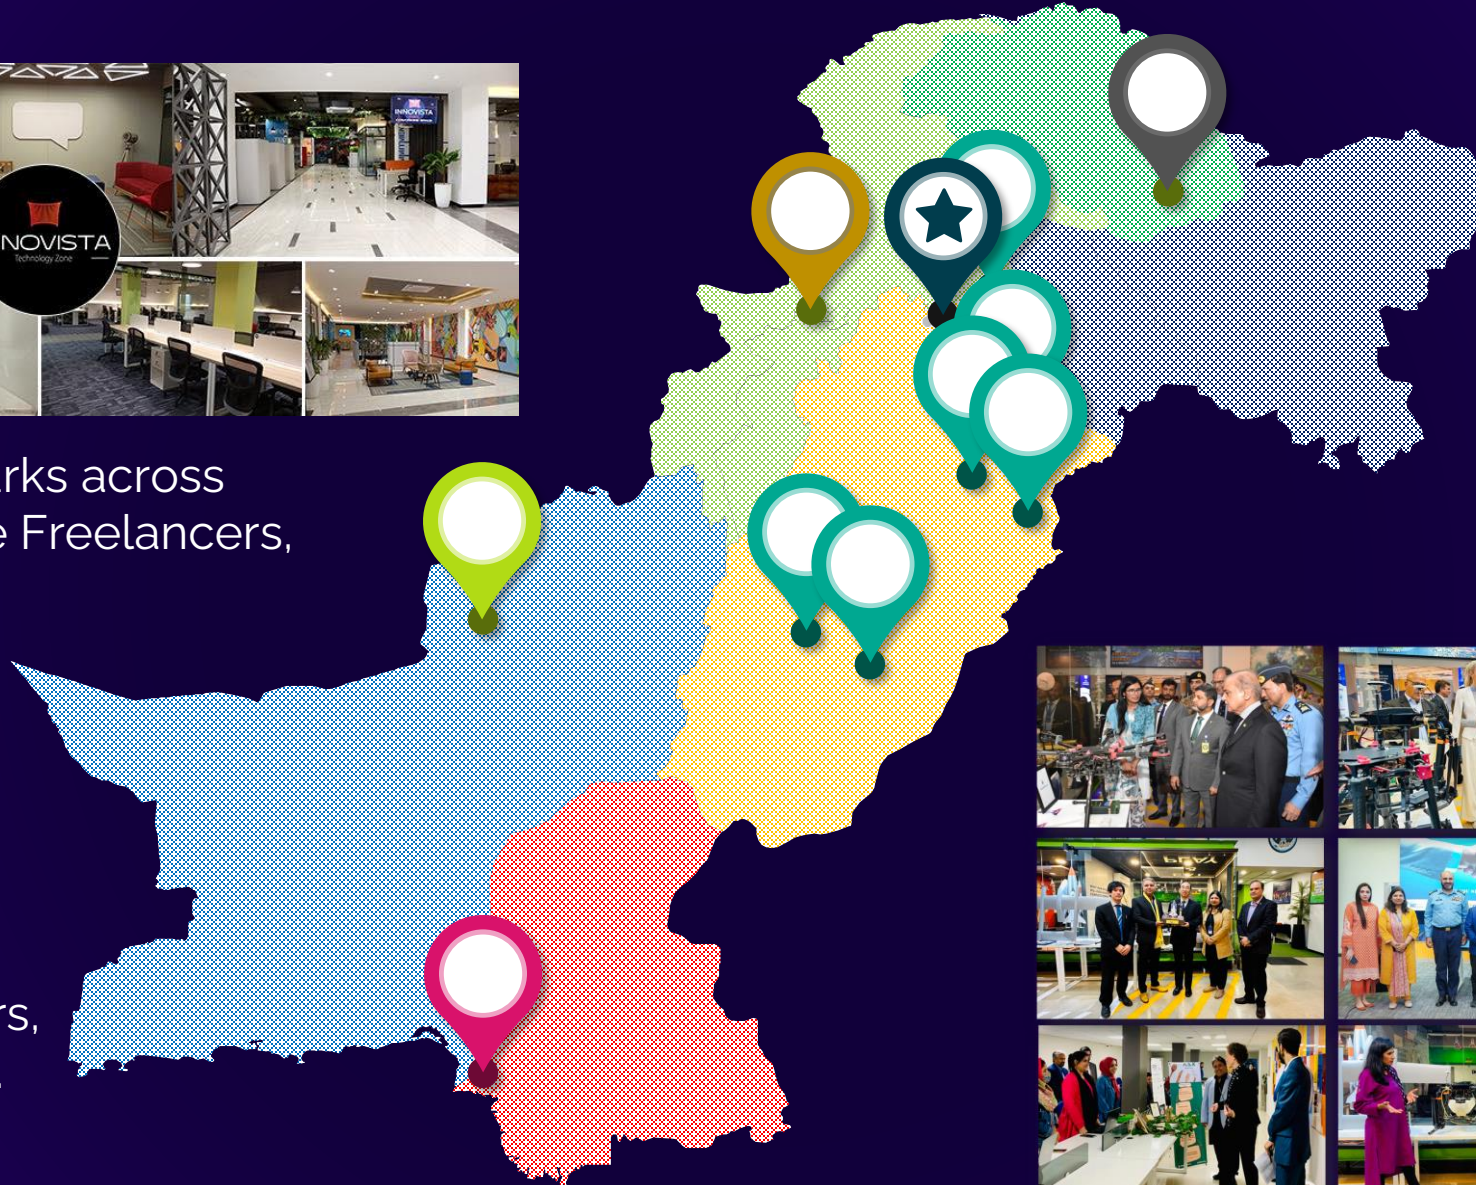 INNOVISTA
NOVISTA
Technology Zone
rks across
e Freelancers,
rs,